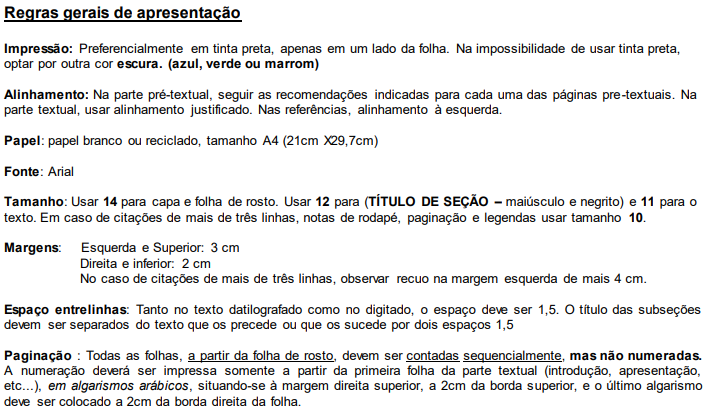 Regras gerais de apresentação
Impressão: Preferencialmente em tinta preta, apenas em um lado da folha. Na impossibilidade de usar tinta preta,
optar por outra cor escura. (azul, verde ou marrom)
Alinhamento: Na parte pré-textual, seguir as recomendações indicadas para cada uma das páginas pre-textuais. Na
parte textual, usar alinhamento justificado. Nas referências, alinhamento à esquerda.
Papel: papel branco ou reciclado, tamanho A4 (21cm X29,7cm)
Fonte: Arial
Tamanho: Usar 14 para capa e folha de rosto. Usar 12 para (TÍTULO DE SEÇÃO – maiúsculo e negrito) e 11 para o
texto. Em caso de citações de mais de três linhas, notas de rodapé, paginação e legendas usar tamanho 10.
Margens: Esquerda e Superior: 3 cm
Direita e inferior: 2 cm
No caso de citações de mais de três linhas, observar recuo na margem esquerda de mais 4 cm.
Espaço entrelinhas: Tanto no texto datilografado como no digitado, o espaço deve ser 1,5. O título das subseções
devem ser separados do texto que os precede ou que os sucede por dois espaços 1,5
Paginação : Todas as folhas, a partir da folha de rosto, devem ser contadas sequencialmente, mas não numeradas.
A numeração deverá ser impressa somente a partir da primeira folha da parte textual (introdução, apresentação,
etc...), em algarismos arábicos, situando-se à margem direita superior, a 2cm da borda superior, e o último algarismo
deve ser colocado a 2cm da borda direita da folha.